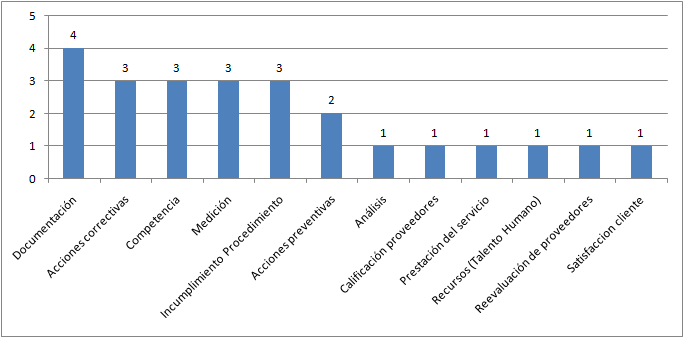 5
4
3
2
1
0
4
3
3
3
3
2
1
1
1
1
1
1
Documentación
Acciones correctivas
Competencia
Medición
Incumplimiento Procedimiento
Acciones preventivas
Análisis
Calificación proveedores
Prestación del servicio
Recursos (Talento Humano)
Reevaluación de proveedores
Satisfaccion cliente